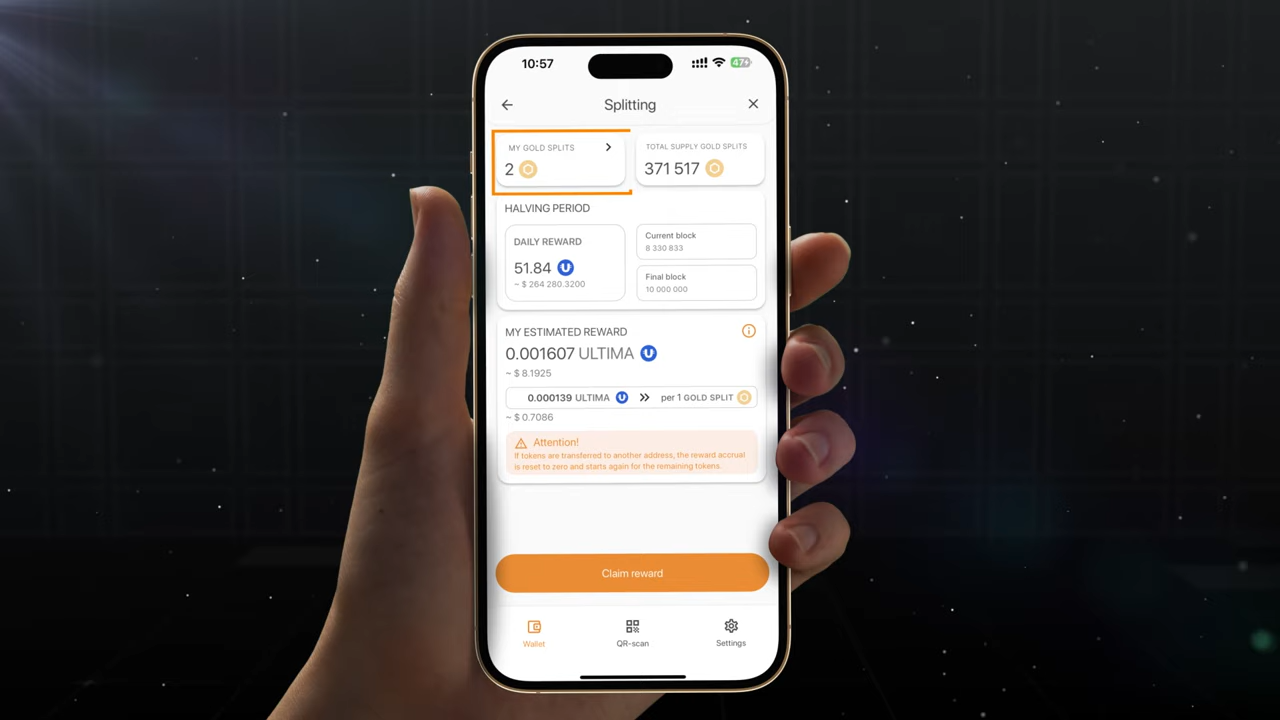 10:57
47
Splitting
MY GOLD SPLITS
2
TOTAL SUPPLY GOLD SPLITS
371 517
HALVING PERIOD
DAILY REWARD
51.84
~ $ 264 280.3200
Current block
8 330 833
Final block
10 000 000
MY ESTIMATED REWARD
0.001607 ULTIMA
~ $ 8.1925
0.000139 ULTIMA » per 1 GOLD SPLIT
~ $ 0.7086
Attention!
If tokens are transferred to another address, the reward accrual
is reset to zero and starts again for the remaining tokens.
Claim reward
Wallet
QR-scan
Settings